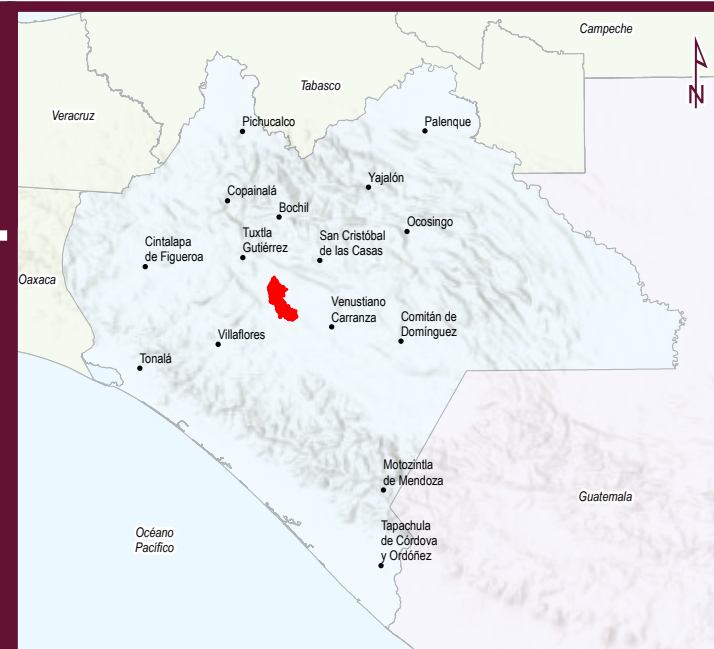 Campeche
N
Tabasco
Veracruz
Pichucalco
Palenque
Yajalón
Copainalá
Bochil
Ocosingo
Tuxtla
Gutiérrez
San Cristóbal
de las Casas
Cintalapa
de Figueroa
Oaxaca
Venustiano
Carranza
Comitán de
Domínguez
Villaflores
Tonalá
Motozintla
de Mendoza
Guatemala
Océano
Pacífico
Tapachula
de Córdova
y Ordóñez